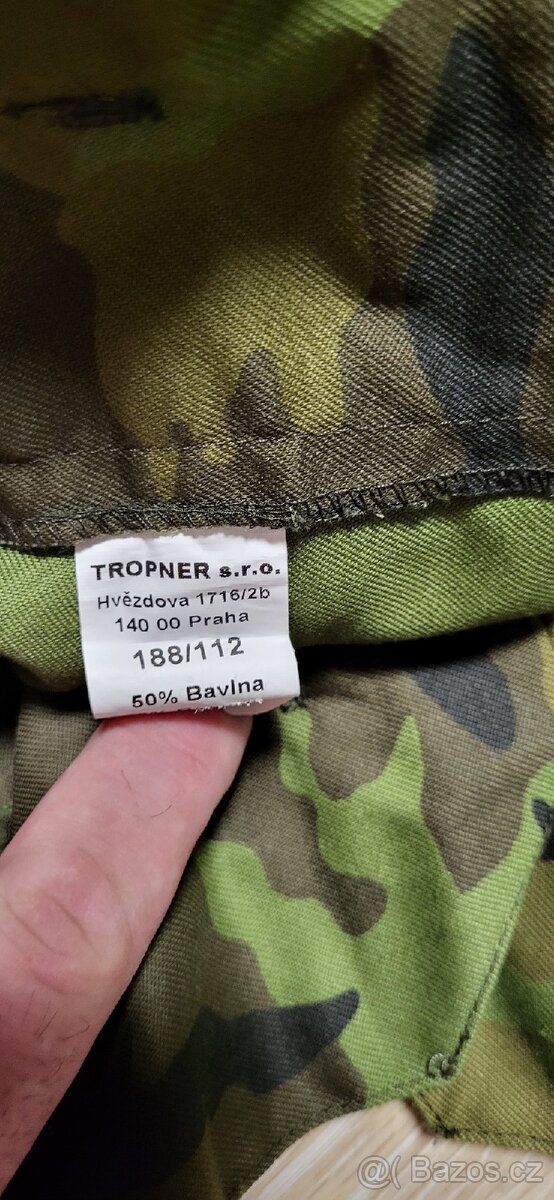 TROPNER s.r.o.
Hvězdova 1716/2b
140 00 Praha
188/112
50% Bavlna
@( Bazos.cz